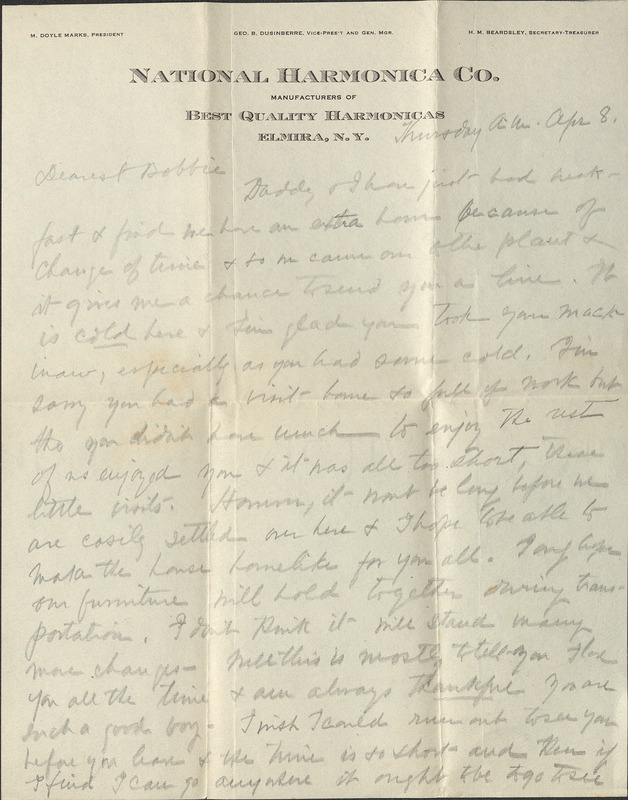 M. DOYLE MARKS, PRESIDENT
GEO. B. DUSINBERRE, VICE-PRES'T AND GEN. MGR.
H. M. BEARDSLEY, SECRETARY-TREASURER
NATIONAL HARMONICA CO.
MANUFACTURERS OF
BEST QUALITY HARMONICAS
ELMIRA, N. Y.
Thursday a.m. Apr 8.
Dearest Bobbie
Daddy & I have just had break-
fast & find we have an extra hour because of
change of time & so we came on to the plant &
it gives me a chance to send you a line. It
is cold here & I'm glad you took your mack
inaw, especially as you had some cold. I'm
sorry you had a visit home so full of work but
tho you didn't have much to enjoy the rest
of us enjoyed you & it was all too short, these
little visits. However, it wont be long before we
are cosily settled over here & I hope to be able to
make the house homelike for you all. I only hope
our furniture will hold together during trans-
portation. I don't think it will stand many
more changes- Well this is mostly to tell you I love
you all the time & am always thankful you are
such a good boy- I wish I could run out to see you
before you leave & the time is so short and then if
I find I can go anywhere it ought to be to go to see